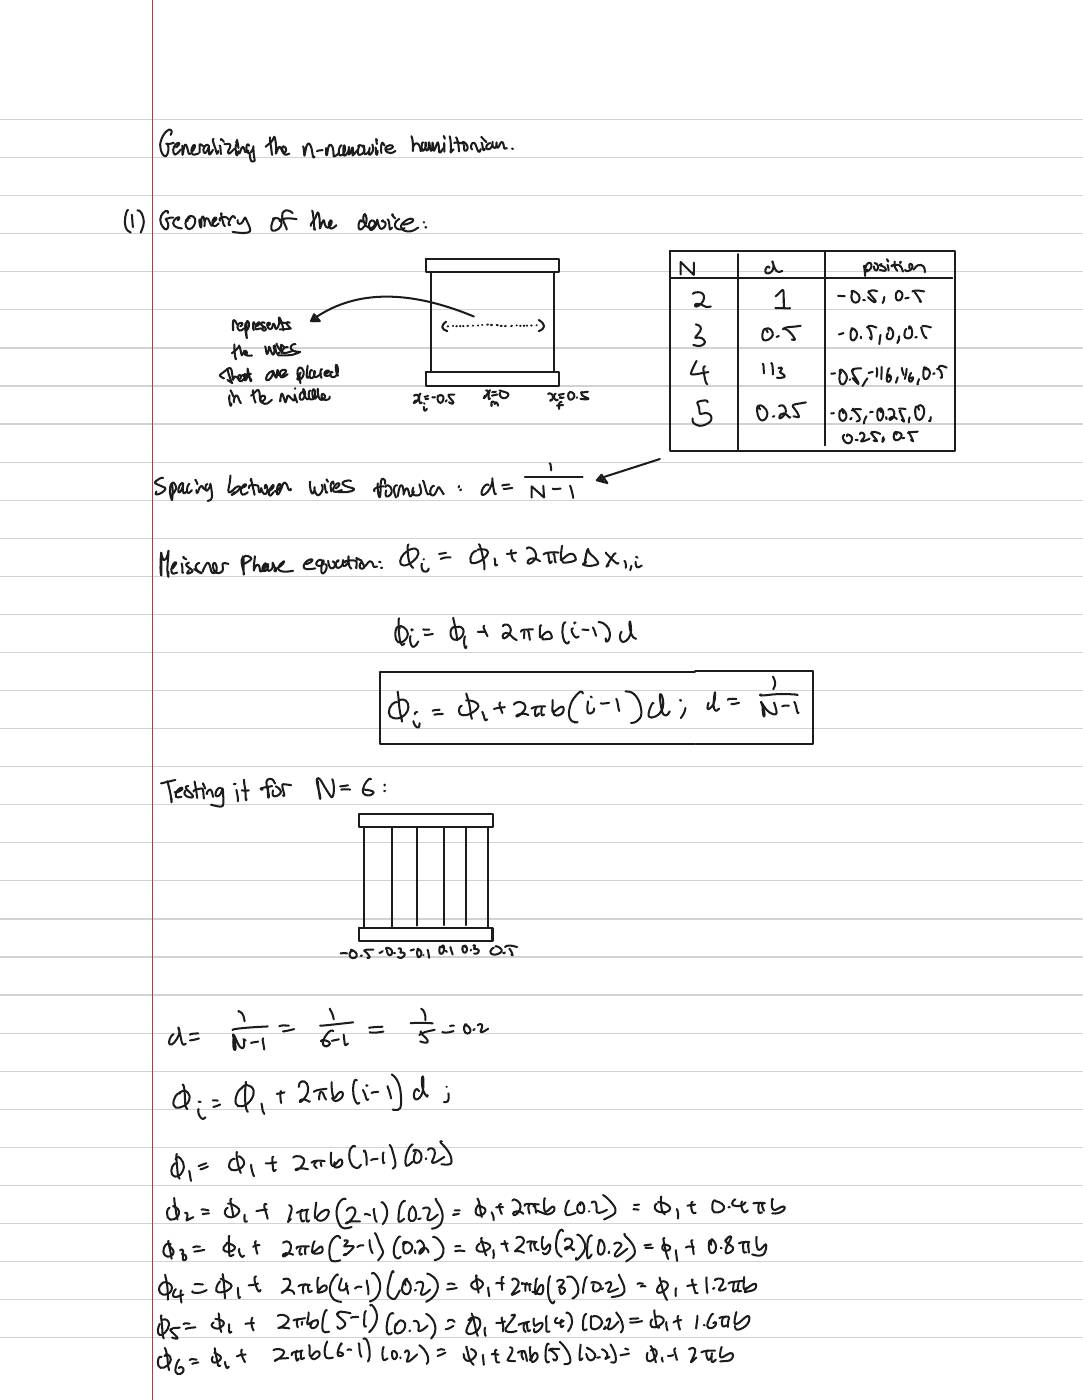 Generalizing the n-nanowire hamiltonian.
(1) Geometry of the device:
represents
the wires
that are placed
in the middle
x_i=-0.5 x_m=0 x_f=0.5
N d position
2 1 -0.5, 0.5
3 0.5 -0.5, 0, 0.5
4 1/3 -0.5, -1/6, 1/6, 0.5
5 0.25 -0.5, -0.25, 0,
0.25, 0.5
Spacing between wires formula: d = 1/(N-1)
Meisner Phase equation: ϕ_i = ϕ_1 + 2πb Δx_{1,i}
ϕ_i = ϕ_1 + 2πb(i-1)d
ϕ_i = ϕ_1 + 2πb(i-1)d ; d = 1/(N-1)
Testing it for N = 6:
-0.5 -0.3 -0.1 0.1 0.3 0.5
d = 1/(N-1) = 1/(6-1) = 1/5 = 0.2
ϕ_i = ϕ_1 + 2πb(i-1)d ;
ϕ_1 = ϕ_1 + 2πb(1-1)(0.2)
ϕ_2 = ϕ_1 + 2πb(2-1)(0.2) = ϕ_1 + 2πb(0.2) = ϕ_1 + 0.4πb
ϕ_3 = ϕ_1 + 2πb(3-1)(0.2) = ϕ_1 + 2πb(2)(0.2) = ϕ_1 + 0.8πb
ϕ_4 = ϕ_1 + 2πb(4-1)(0.2) = ϕ_1 + 2πb(3)(0.2) = ϕ_1 + 1.2πb
ϕ_5 = ϕ_1 + 2πb(5-1)(0.2) = ϕ_1 + 2πb(4)(0.2) = ϕ_1 + 1.6πb
ϕ_6 = ϕ_1 + 2πb(6-1)(0.2) = ϕ_1 + 2πb(5)(0.2) = ϕ_1 + 2πb